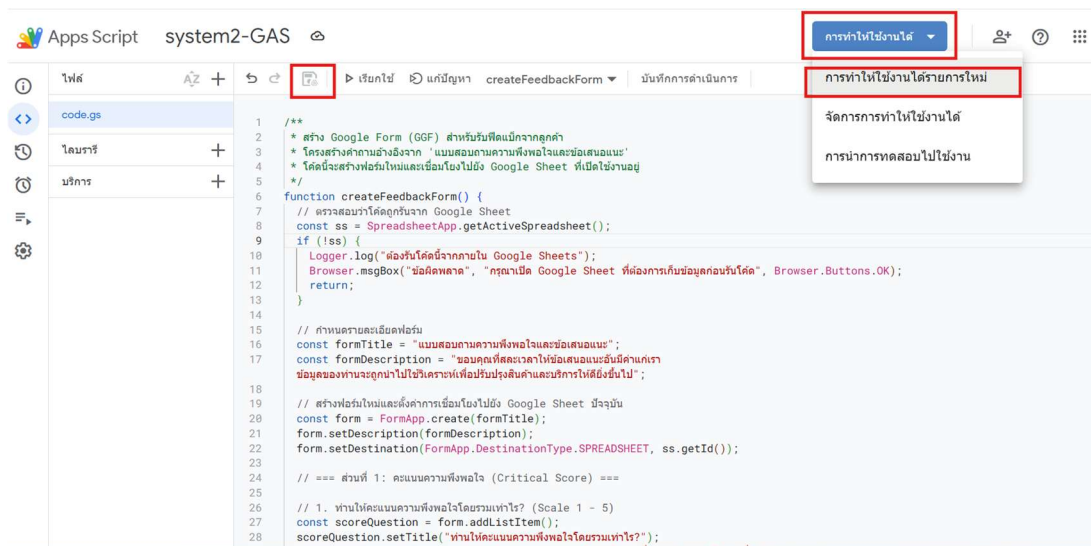 Apps Script system2-GAS
การทำให้ใช้งานได้
ไฟล์
AZ
เรียกใช้
แก้ปัญหา
createFeedbackForm
บันทึกการดำเนินการ
การทำให้ใช้งานได้รายการใหม่
จัดการการทำให้ใช้งานได้
การนำการทดสอบไปใช้งาน
code.gs
ไลบรารี
บริการ
1 /**
2 * สร้าง Google Form (GGF) สำหรับรับฟีดแบ็กจากลูกค้า
3 * โครงสร้างคำถามอ้างอิงจาก 'แบบสอบถามความพึงพอใจและข้อเสนอแนะ'
4 * โค้ดนี้จะสร้างฟอร์มใหม่และเชื่อมโยงไปยัง Google Sheet ที่เปิดใช้งานอยู่
5 */
6 function createFeedbackForm() {
7 // ตรวจสอบว่าโค้ดถูกรันจาก Google Sheet
8 const ss = SpreadsheetApp.getActiveSpreadsheet();
9 if (!ss) {
10 Logger.log("ต้องรันโค้ดนี้จากภายใน Google Sheets");
11 Browser.msgBox("ข้อผิดพลาด", "กรุณาเปิด Google Sheet ที่ต้องการเก็บข้อมูลก่อนรันโค้ด", Browser.Buttons.OK);
12 return;
13 }
14
15 // กำหนดรายละเอียดฟอร์ม
16 const formTitle = "แบบสอบถามความพึงพอใจและข้อเสนอแนะ";
17 const formDescription = "ขอบคุณที่สละเวลาให้ข้อเสนอแนะอันมีค่าแก่เรา
ข้อมูลของท่านจะถูกนำไปใช้วิเคราะห์เพื่อปรับปรุงสินค้าและบริการให้ดียิ่งขึ้นไป";
18
19 // สร้างฟอร์มใหม่และตั้งค่าการเชื่อมโยงไปยัง Google Sheet ปัจจุบัน
20 const form = FormApp.create(formTitle);
21 form.setDescription(formDescription);
22 form.setDestination(FormApp.DestinationType.SPREADSHEET, ss.getId());
23
24 // === ส่วนที่ 1: คะแนนความพึงพอใจ (Critical Score) ===
25
26 // 1. ท่านให้คะแนนความพึงพอใจโดยรวมเท่าไร? (Scale 1 - 5)
27 const scoreQuestion = form.addListItem();
28 scoreQuestion.setTitle("ท่านให้คะแนนความพึงพอใจโดยรวมเท่าไร?");